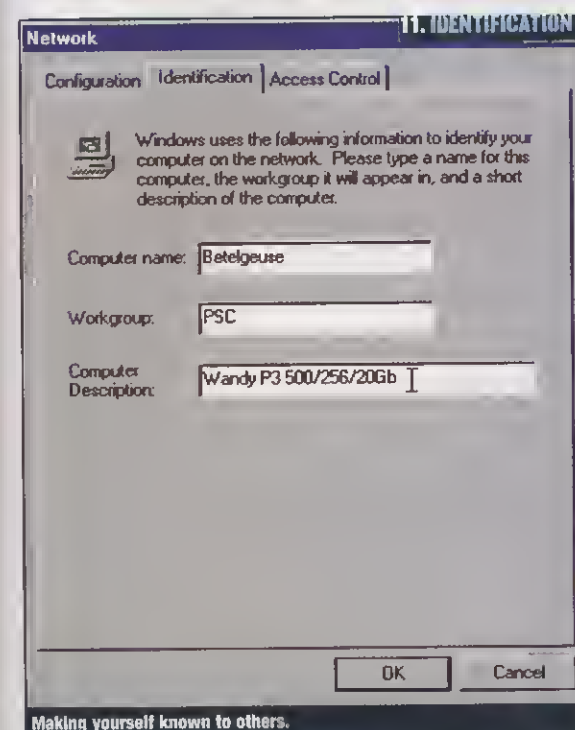 11. IDENTIFICATION
Network
Configuration Identification Access Control
Windows uses the following information to identify your
computer on the network. Please type a name for this
computer, the workgroup it will appear in, and a short
description of the computer.
Computer name: Betelgeuse
Workgroup: PSC
Computer
Description: Wandy P3 500/256/20Gb
OK Cancel
Making yourself known to others.